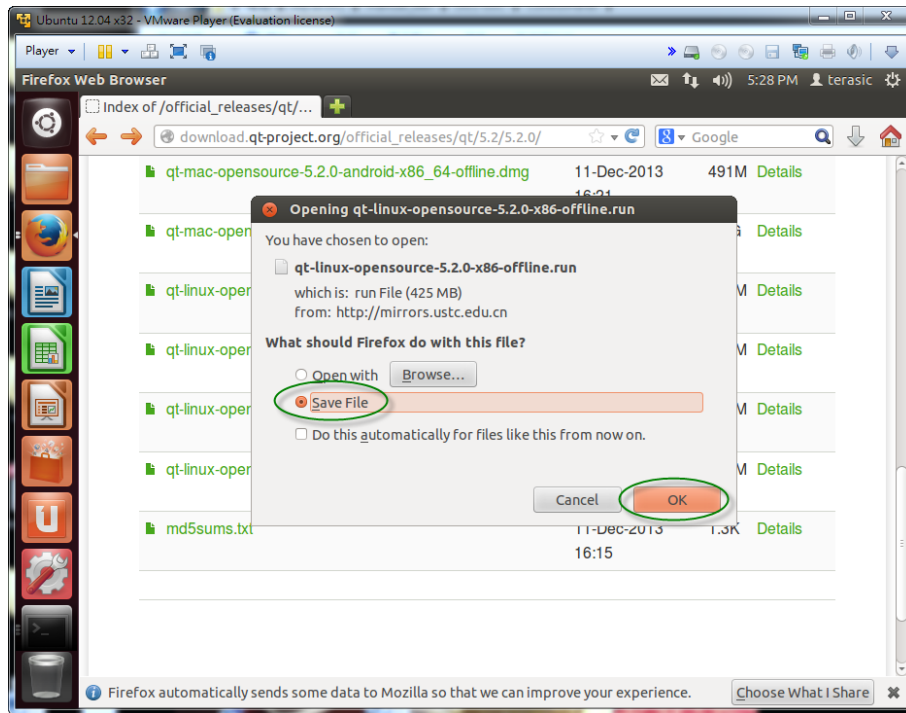 Ubuntu 12.04 x32 - VMware Player (Evaluation license)
Player
Firefox Web Browser
5:28 PM terasic
Index of /official_releases/qt/...
download.qt-project.org/official_releases/qt/5.2/5.2.0/
Google
qt-mac-opensource-5.2.0-android-x86_64-offline.dmg 11-Dec-2013 491M Details
16:21
Opening qt-linux-opensource-5.2.0-x86-offline.run
You have chosen to open:
qt-mac-open Details
qt-linux-opensource-5.2.0-x86-offline.run
which is: run File (425 MB)
qt-linux-oper M Details
from: http://mirrors.ustc.edu.cn
What should Firefox do with this file?
qt-linux-oper M Details
Open with Browse...
Save File
qt-linux-oper M Details
Do this automatically for files like this from now on.
qt-linux-oper M Details
Cancel OK
md5sums.txt 11-Dec-2013 1.3K Details
16:15
Firefox automatically sends some data to Mozilla so that we can improve your experience. Choose What I Share